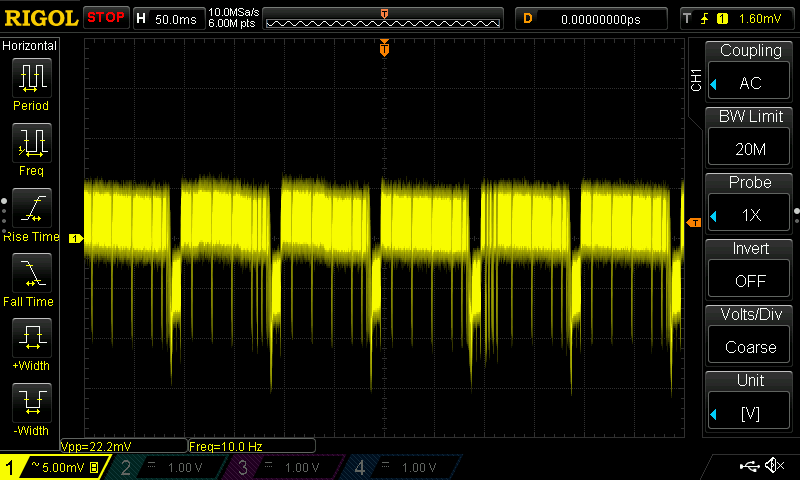 RIGOL STOP H 50.0ms 10.0MSa/s 6.00M pts T D 0.00000000ps T 1 1.60mV
Horizontal
Period
Freq
Rise Time
Fall Time
+Width
-Width
T
1
T
CH1
Coupling
AC
BW Limit
20M
Probe
1X
Invert
OFF
Volts/Div
Coarse
Unit
[V]
Vpp=22.2mV Freq=10.0 Hz
1 ~ 5.00mV B 2 1.00 V 3 1.00 V 4 1.00 V